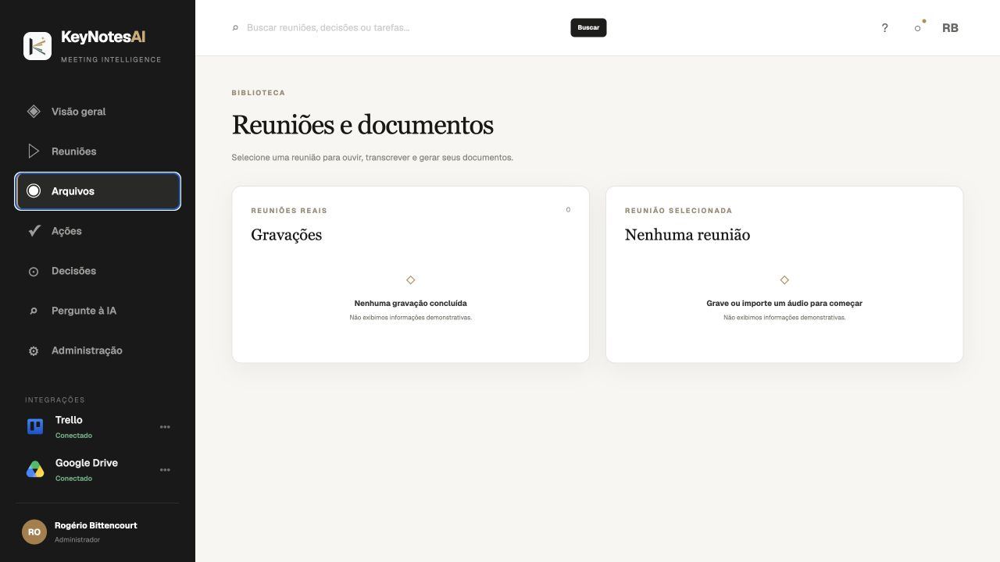 KeyNotesAI
MEETING INTELLIGENCE
Visão geral
Reuniões
Arquivos
Ações
Decisões
Pergunte à IA
Administração
INTEGRAÇÕES
Trello
Conectado
•••
Google Drive
Conectado
•••
RO
Rogério Bittencourt
Administrador
Buscar reuniões, decisões ou tarefas...
Buscar
?
RB
BIBLIOTECA
Reuniões e documentos
Selecione uma reunião para ouvir, transcrever e gerar seus documentos.
REUNIÕES REAIS
0
Gravações
Nenhuma gravação concluída
Não exibimos informações demonstrativas.
REUNIÃO SELECIONADA
Nenhuma reunião
Grave ou importe um áudio para começar
Não exibimos informações demonstrativas.